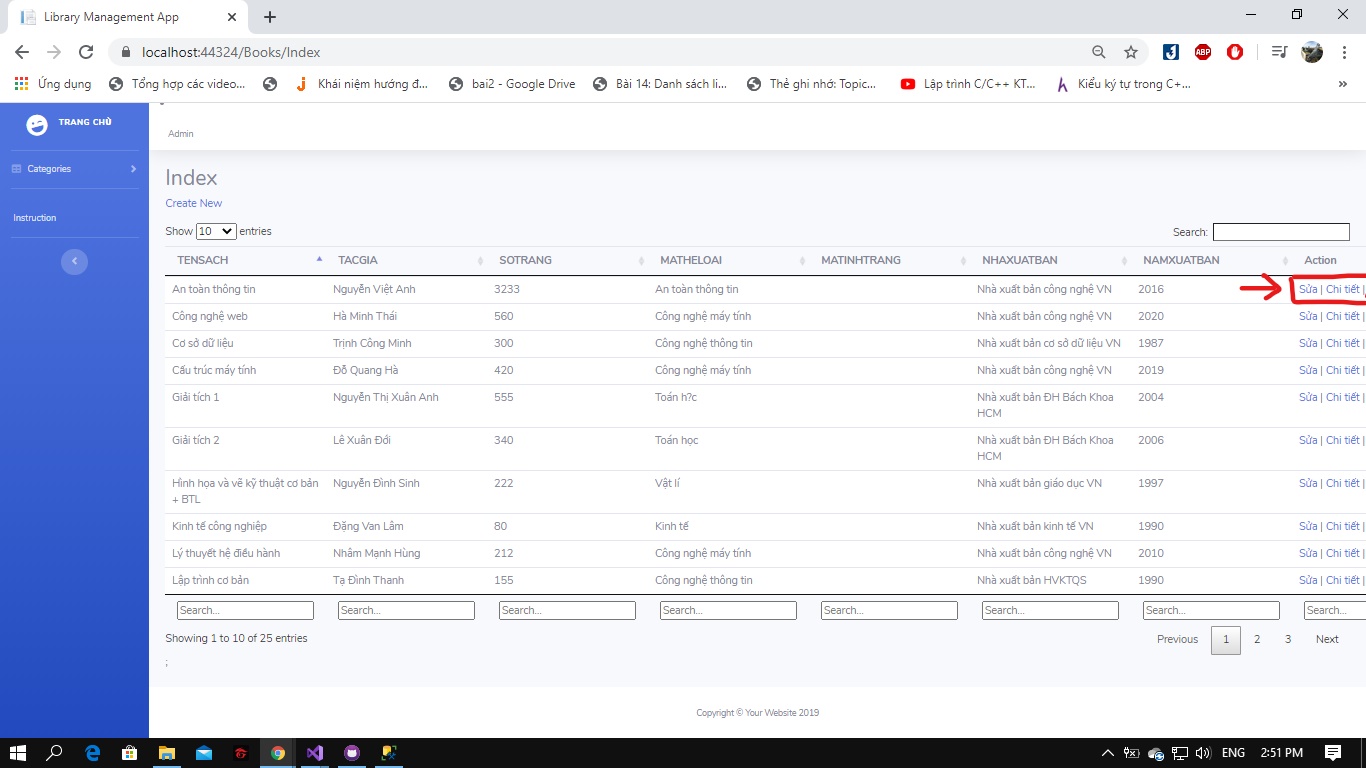 Library Management App
localhost:44324/Books/Index
ABP
Ứng dụng Tổng hợp các video... Khái niệm hướng đ... bai2 - Google Drive Bài 14: Danh sách li... Thẻ ghi nhớ: Topic... Lập trình C/C++ KT... Kiểu ký tự trong C+...
TRANG CHỦ
Categories
Instruction
Admin
Index
Create New
Show 10 entries Search:
TENSACH TACGIA SOTRANG MATHELOAI MATINHTRANG NHAXUATBAN NAMXUATBAN Action
An toàn thông tin Nguyễn Việt Anh 3233 An toàn thông tin Nhà xuất bản công nghệ VN 2016 Sửa | Chi tiết |
Công nghệ web Hà Minh Thái 560 Công nghệ máy tính Nhà xuất bản công nghệ VN 2020 Sửa | Chi tiết |
Cơ sở dữ liệu Trịnh Công Minh 300 Công nghệ thông tin Nhà xuất bản cơ sở dữ liệu VN 1987 Sửa | Chi tiết |
Cấu trúc máy tính Đỗ Quang Hà 420 Công nghệ máy tính Nhà xuất bản công nghệ VN 2019 Sửa | Chi tiết |
Giải tích 1 Nguyễn Thị Xuân Anh 555 Toán h?c Nhà xuất bản ĐH Bách Khoa 2004 Sửa | Chi tiết |
HCM
Giải tích 2 Lê Xuân Đối 340 Toán học Nhà xuất bản ĐH Bách Khoa 2006 Sửa | Chi tiết |
HCM
Hình họa và vẽ kỹ thuật cơ bản Nguyễn Đình Sinh 222 Vật lí Nhà xuất bản giáo dục VN 1997 Sửa | Chi tiết |
+ BTL
Kinh tế công nghiệp Đặng Van Lâm 80 Kinh tế Nhà xuất bản kinh tế VN 1990 Sửa | Chi tiết |
Lý thuyết hệ điều hành Nhâm Mạnh Hùng 212 Công nghệ máy tính Nhà xuất bản công nghệ VN 2010 Sửa | Chi tiết |
Lập trình cơ bản Tạ Đình Thanh 155 Công nghệ thông tin Nhà xuất bản HVKTQS 1990 Sửa | Chi tiết |
Search... Search... Search... Search... Search... Search... Search... Search...
Showing 1 to 10 of 25 entries Previous 1 2 3 Next
;
Copyright © Your Website 2019
ENG 2:51 PM